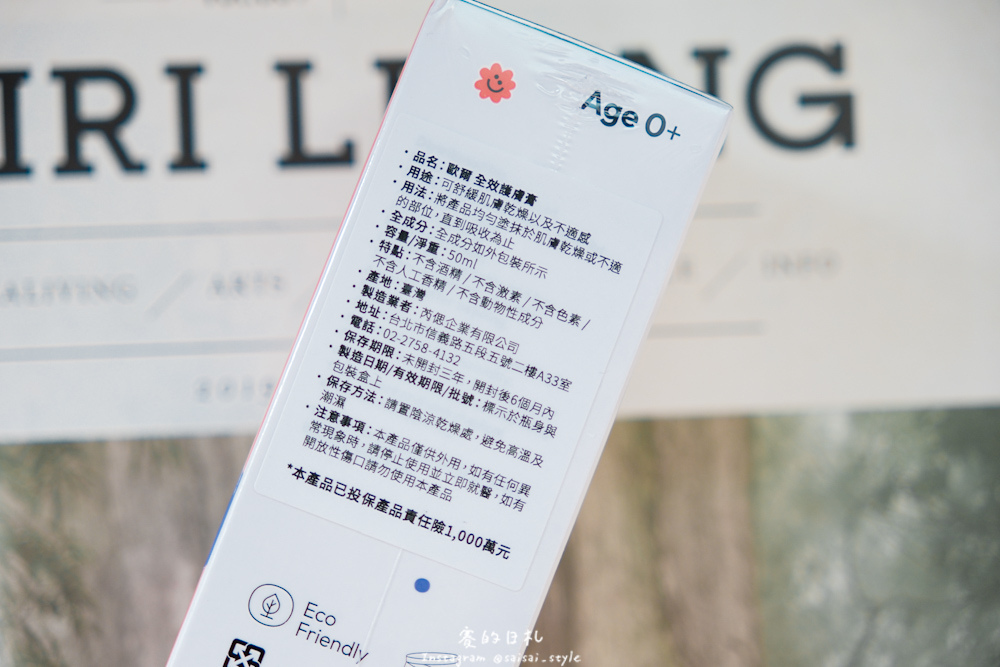 IRI LI
NG
ALIVING / ARTS
INFO
Age 0+
・品名：歐爾 全效護膚膏
・用途：可舒緩肌膚乾燥以及不適感
・用法：將產品均勻塗抹於肌膚乾燥或不適
的部位，直到吸收為止
・全成分：全成分如外包裝所示
・容量/淨重：50ml
・特點：不含酒精 / 不含激素 / 不含色素 /
不含人工香精 / 不含動物性成分
・產地：臺灣
・製造業者：芮偲企業有限公司
・地址：台北市信義路五段五號二樓A33室
・電話：02-2758-4132
・保存期限：未開封三年，開封後6個月內
・製造日期/有效期限/批號：標示於瓶身與
包裝盒上
・保存方法：請置陰涼乾燥處，避免高溫及
潮濕
・注意事項：本產品僅供外用，如有任何異
常現象時，請停止使用並立即就醫，如有
開放性傷口請勿使用本產品
*本產品已投保產品責任險1,000萬元
Eco
Friendly
賽的日札
Instagram @saisai_style